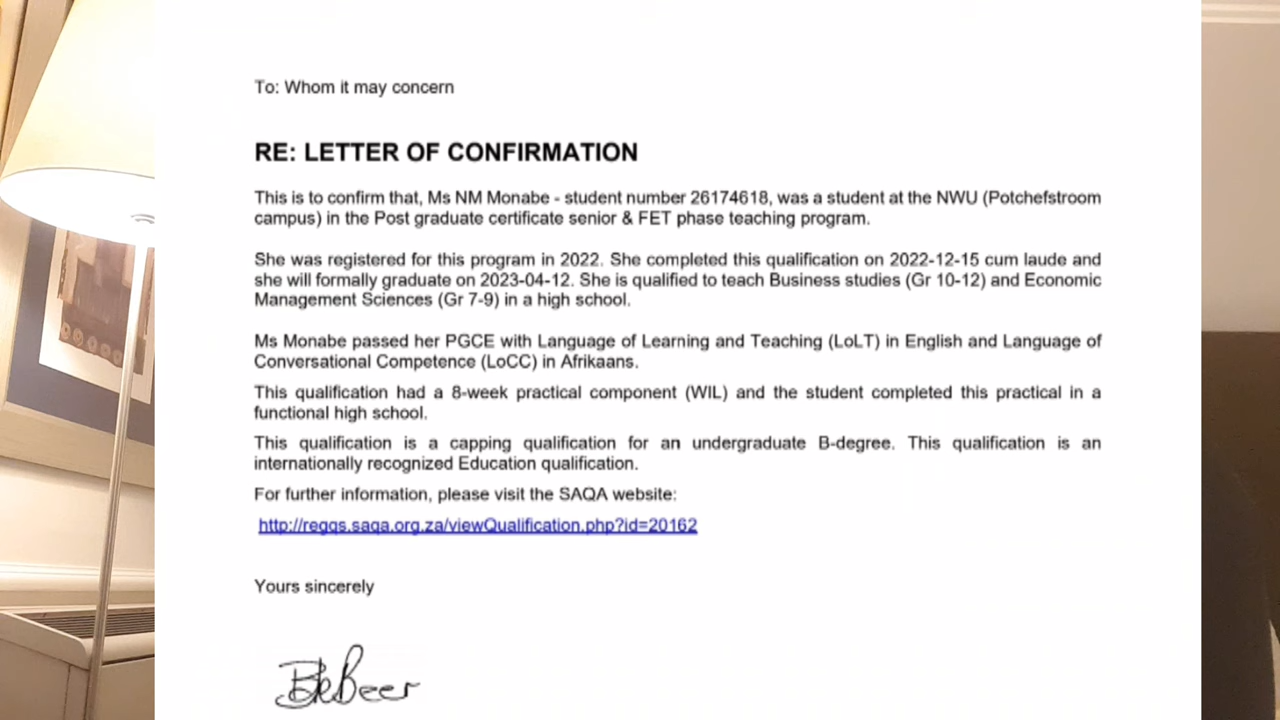 To: Whom it may concern
RE: LETTER OF CONFIRMATION
This is to confirm that, Ms NM Monabe - student number 26174618, was a student at the NWU (Potchefstroom
campus) in the Post graduate certificate senior & FET phase teaching program.
She was registered for this program in 2022. She completed this qualification on 2022-12-15 cum laude and
she will formally graduate on 2023-04-12. She is qualified to teach Business studies (Gr 10-12) and Economic
Management Sciences (Gr 7-9) in a high school.
Ms Monabe passed her PGCE with Language of Learning and Teaching (LoLT) in English and Language of
Conversational Competence (LoCC) in Afrikaans.
This qualification had a 8-week practical component (WIL) and the student completed this practical in a
functional high school.
This qualification is a capping qualification for an undergraduate B-degree. This qualification is an
internationally recognized Education qualification.
For further information, please visit the SAQA website:
http://regqs.saqa.org.za/viewQualification.php?id=20162
Yours sincerely